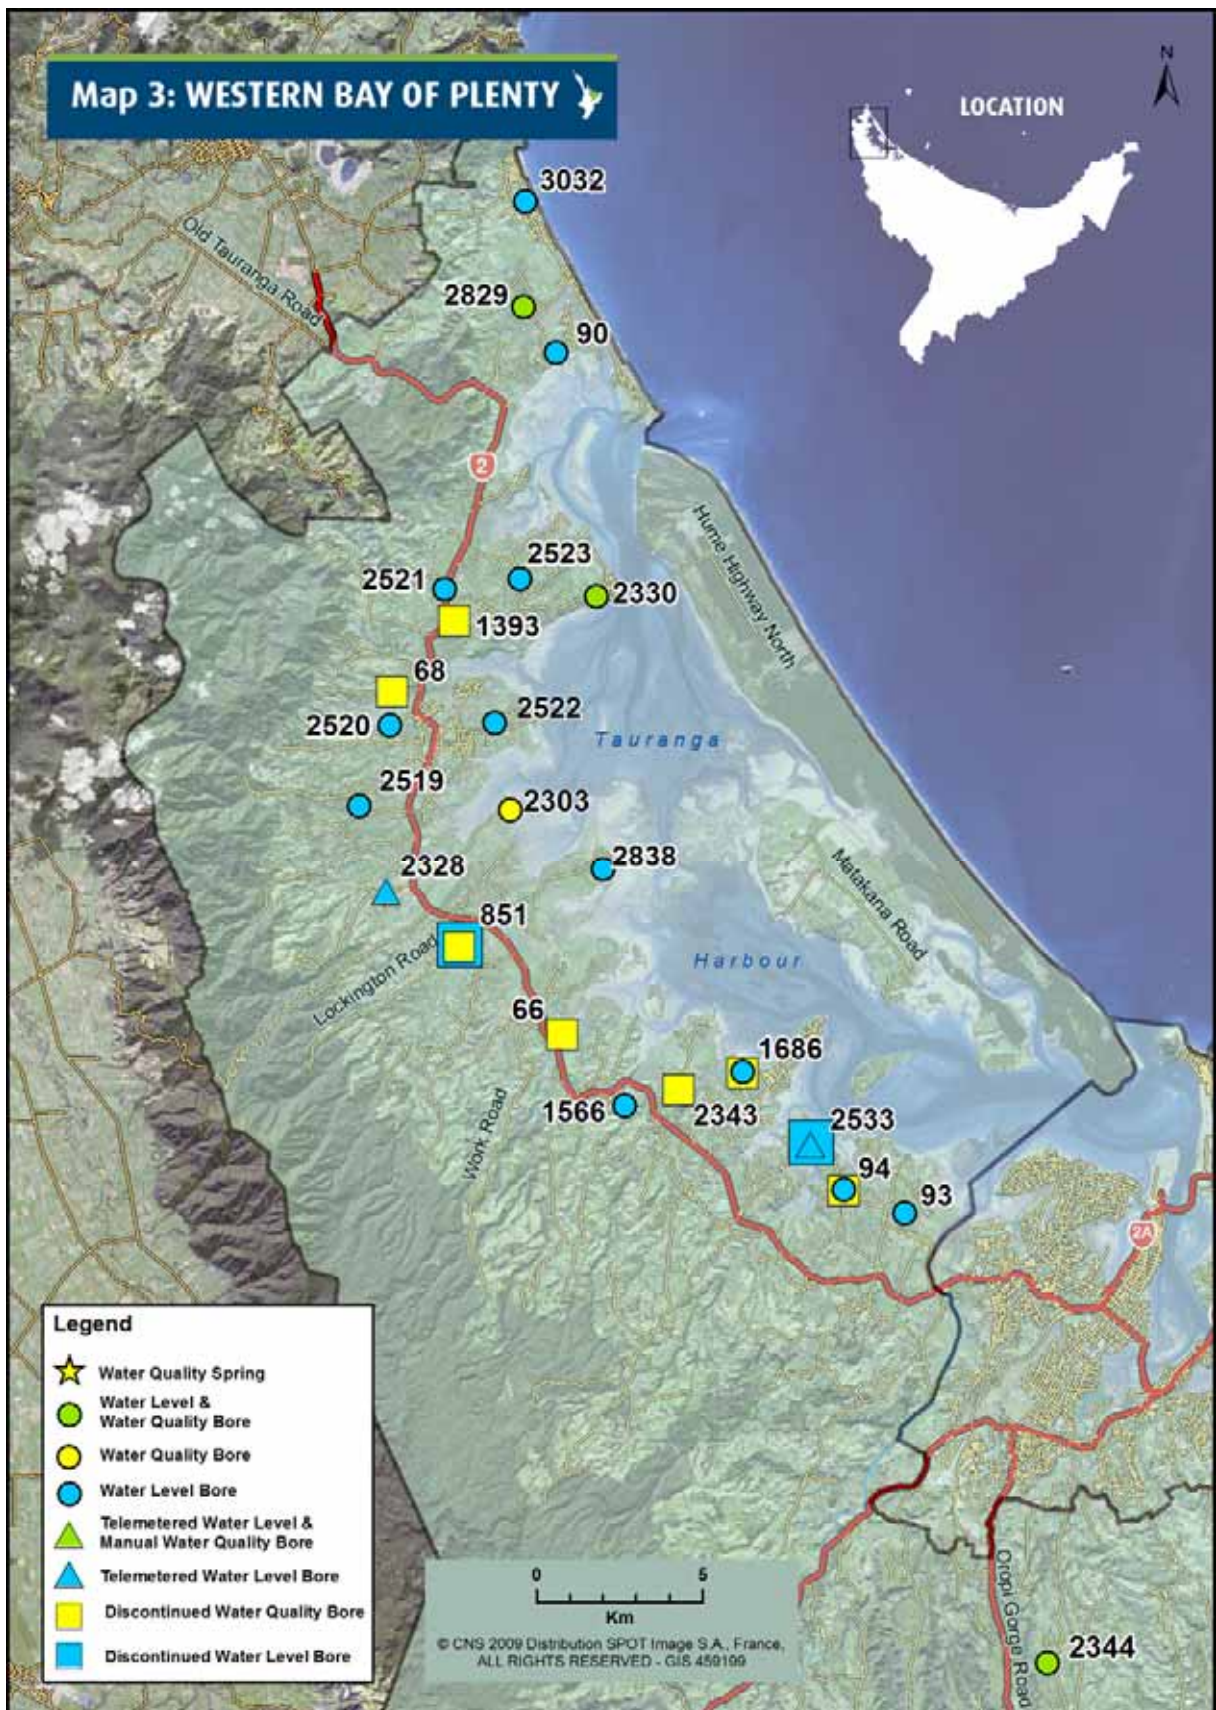 Map 3: WESTERN BAY OF PLENTY
N
LOCATION
3032
Old Tauranga Road
2829
90
2
Hume Highway North
2523
2521
2330
1393
68
2522
2520
Tauranga
2519
2303
2838
2328
Matakana Road
851
Lockington Road
Harbour
66
1686
1566
2343
Work Road
2533
94
93
2A
Legend
Water Quality Spring
Water Level &
Water Quality Bore
Water Quality Bore
Water Level Bore
Telemetered Water Level &
Manual Water Quality Bore
Telemetered Water Level Bore
Discontinued Water Quality Bore
Discontinued Water Level Bore
0 5
Km
© CNS 2009 Distribution SPOT Image S.A., France,
ALL RIGHTS RESERVED - GIS 459199
Oropi Gorge Road
2344